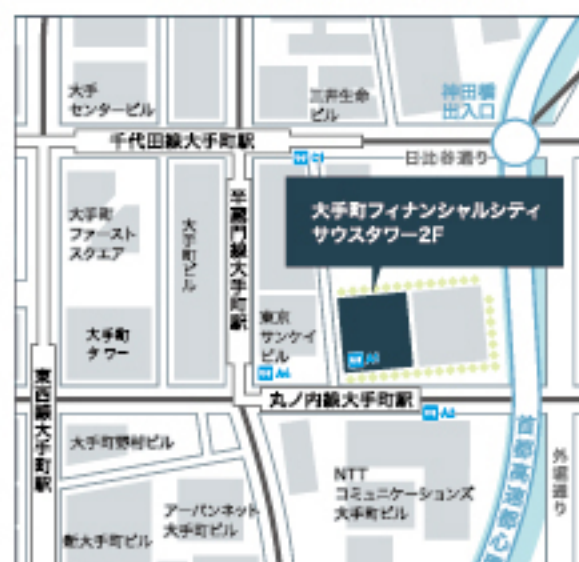 大手
センタービル
三井生命
ビル
神田橋
出入口
千代田線大手町駅
C1
日比谷通り
大手町フィナンシャルシティ
サウスタワー2F
大手町
ファースト
スクエア
大手町ビル
半蔵門線大手町駅
東京
サンケイ
ビル
大手町
タワー
東西線大手町駅
丸ノ内線大手町駅
大手町野村ビル
NTT
コミュニケーションズ
大手町ビル
アーバンネット
大手町ビル
新大手町ビル
首都高速都心
外堀通り